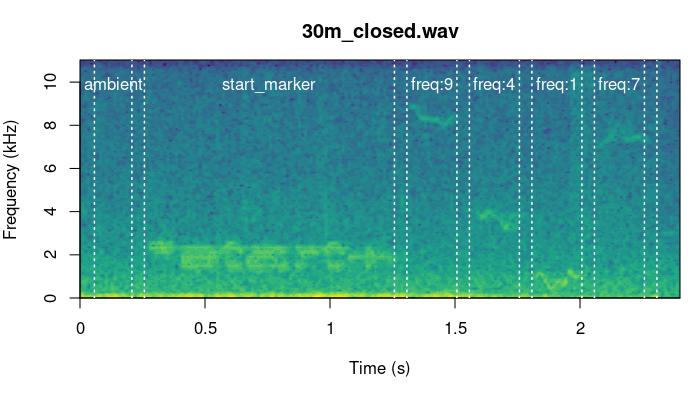 30m_closed.wav
ambient start_marker freq:9 freq:4 freq:1 freq:7
Frequency (kHz)
10
8
6
4
2
0
0 0.5 1 1.5 2
Time (s)